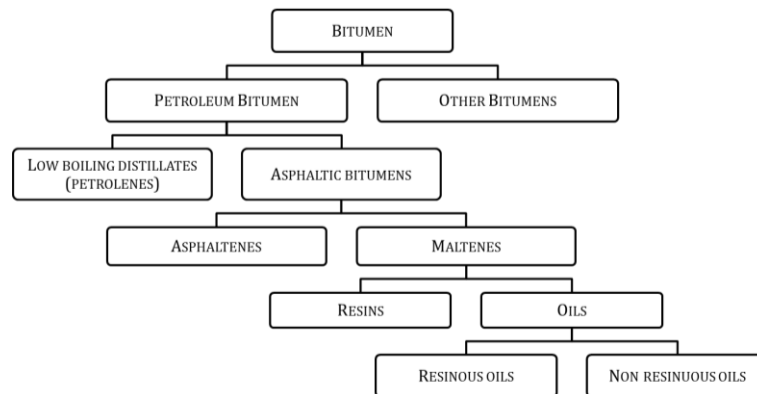 BITUMEN
PETROLEUM BITUMEN
OTHER BITUMENS
LOW BOILING DISTILLATES
(PETROLENES)
ASPHALTIC BITUMENS
ASPHALTENES
MALTENES
RESINS
OILS
RESINOUS OILS
NON RESINUOUS OILS